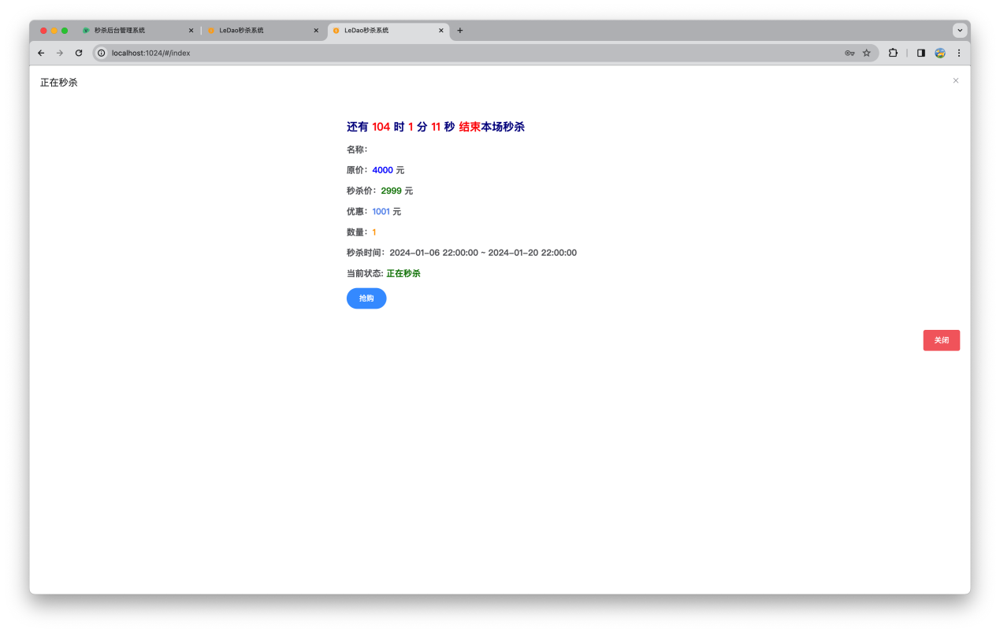 秒杀后台管理系统
LeDao秒杀系统
LeDao秒杀系统
localhost:1024/#/index
正在秒杀
还有 104 时 1 分 11 秒 结束本场秒杀
名称：
原价：4000 元
秒杀价：2999 元
优惠：1001 元
数量：1
秒杀时间：2024-01-06 22:00:00 ~ 2024-01-20 22:00:00
当前状态: 正在秒杀
抢购
关闭